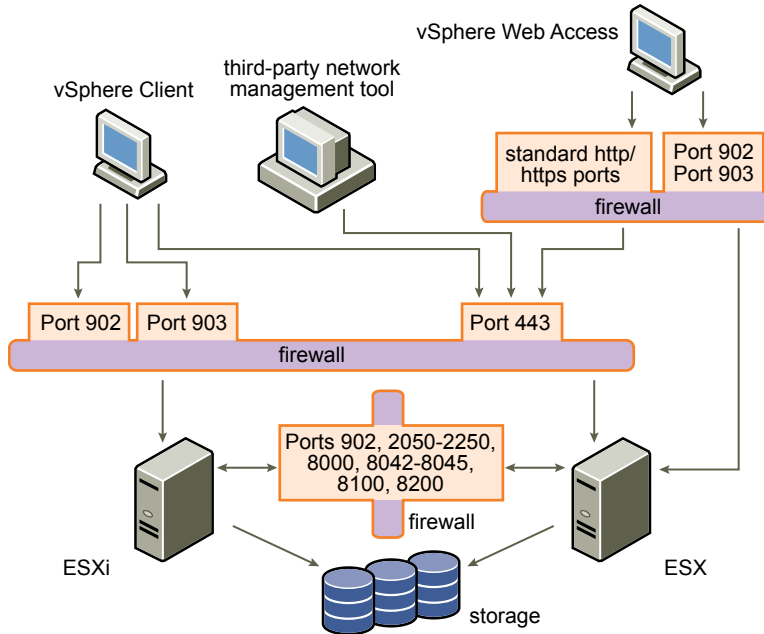 vSphere Web Access
third-party network
management tool
vSphere Client
standard http/
https ports
Port 902
Port 903
firewall
Port 902
Port 903
Port 443
firewall
Ports 902, 2050-2250,
8000, 8042-8045,
8100, 8200
firewall
ESXi
ESX
storage